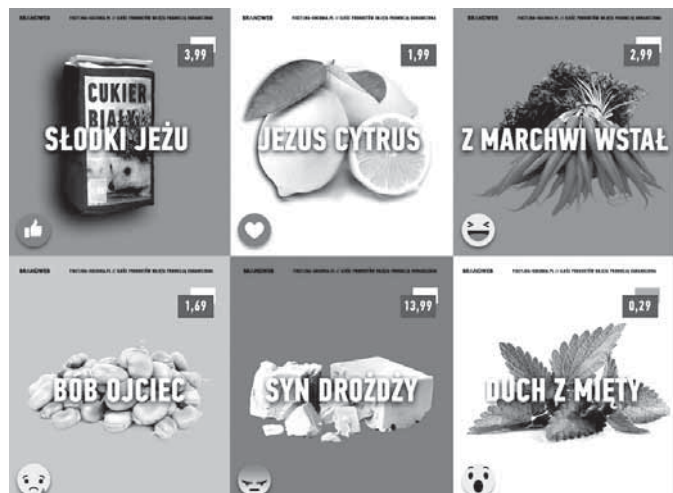 3,99
CUKIER
BIAŁY
SŁODKI JEŻU
1,99
JEZUS CYTRUS
2,99
Z MARCHWI WSTAŁ
1,69
BOB OJCIEC
13,99
SYN DROŻDŻY
0,29
DUCH Z MIĘTY